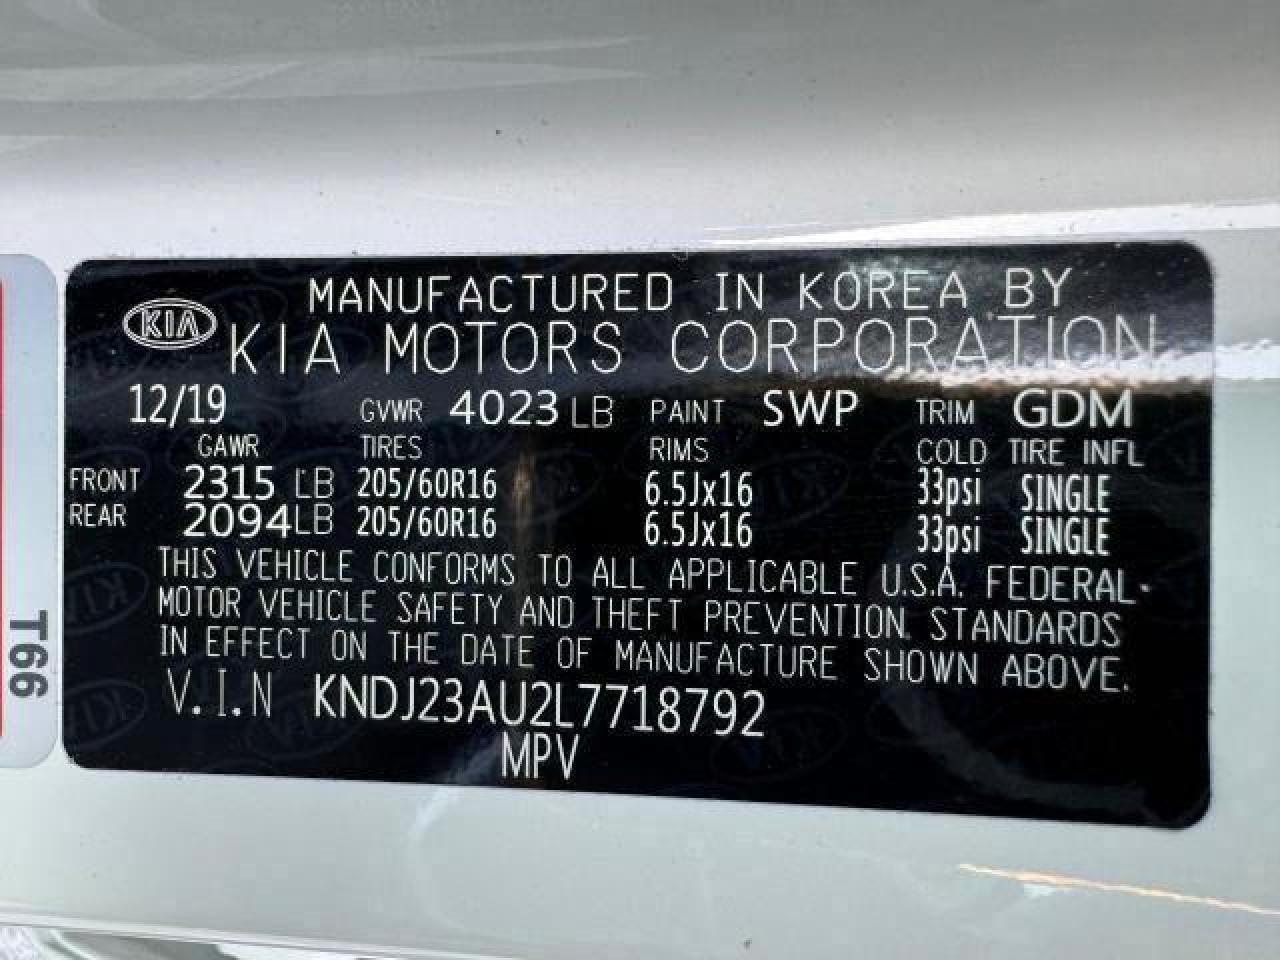 MANUFACTURED IN KOREA BY
KIA KIA MOTORS CORPORATION
12/19 GVWR 4023 LB PAINT SWP TRIM GDM
GAWR TIRES RIMS COLD TIRE INFL
FRONT 2315 LB 205/60R16 6.5Jx16 33psi SINGLE
REAR 2094 LB 205/60R16 6.5Jx16 33psi SINGLE
THIS VEHICLE CONFORMS TO ALL APPLICABLE U.S.A. FEDERAL
MOTOR VEHICLE SAFETY AND THEFT PREVENTION STANDARDS
IN EFFECT ON THE DATE OF MANUFACTURE SHOWN ABOVE.
V.I.N KNDJ23AU2L7718792
MPV
T66